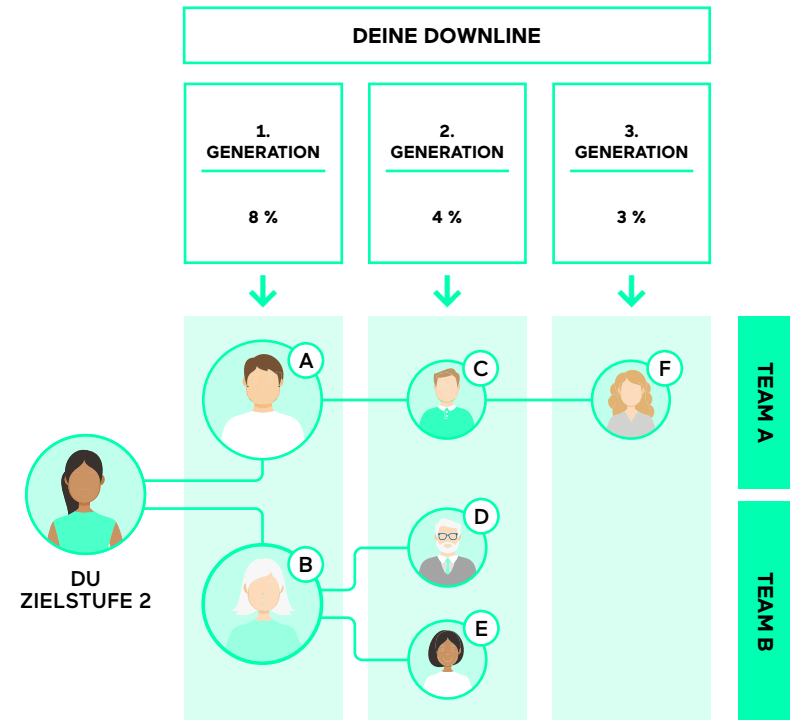 DEINE DOWNLINE
1.
GENERATION
8 %
2.
GENERATION
4 %
3.
GENERATION
3 %
A
C
F
TEAM A
DU
ZIELSTUFE 2
B
D
E
TEAM B